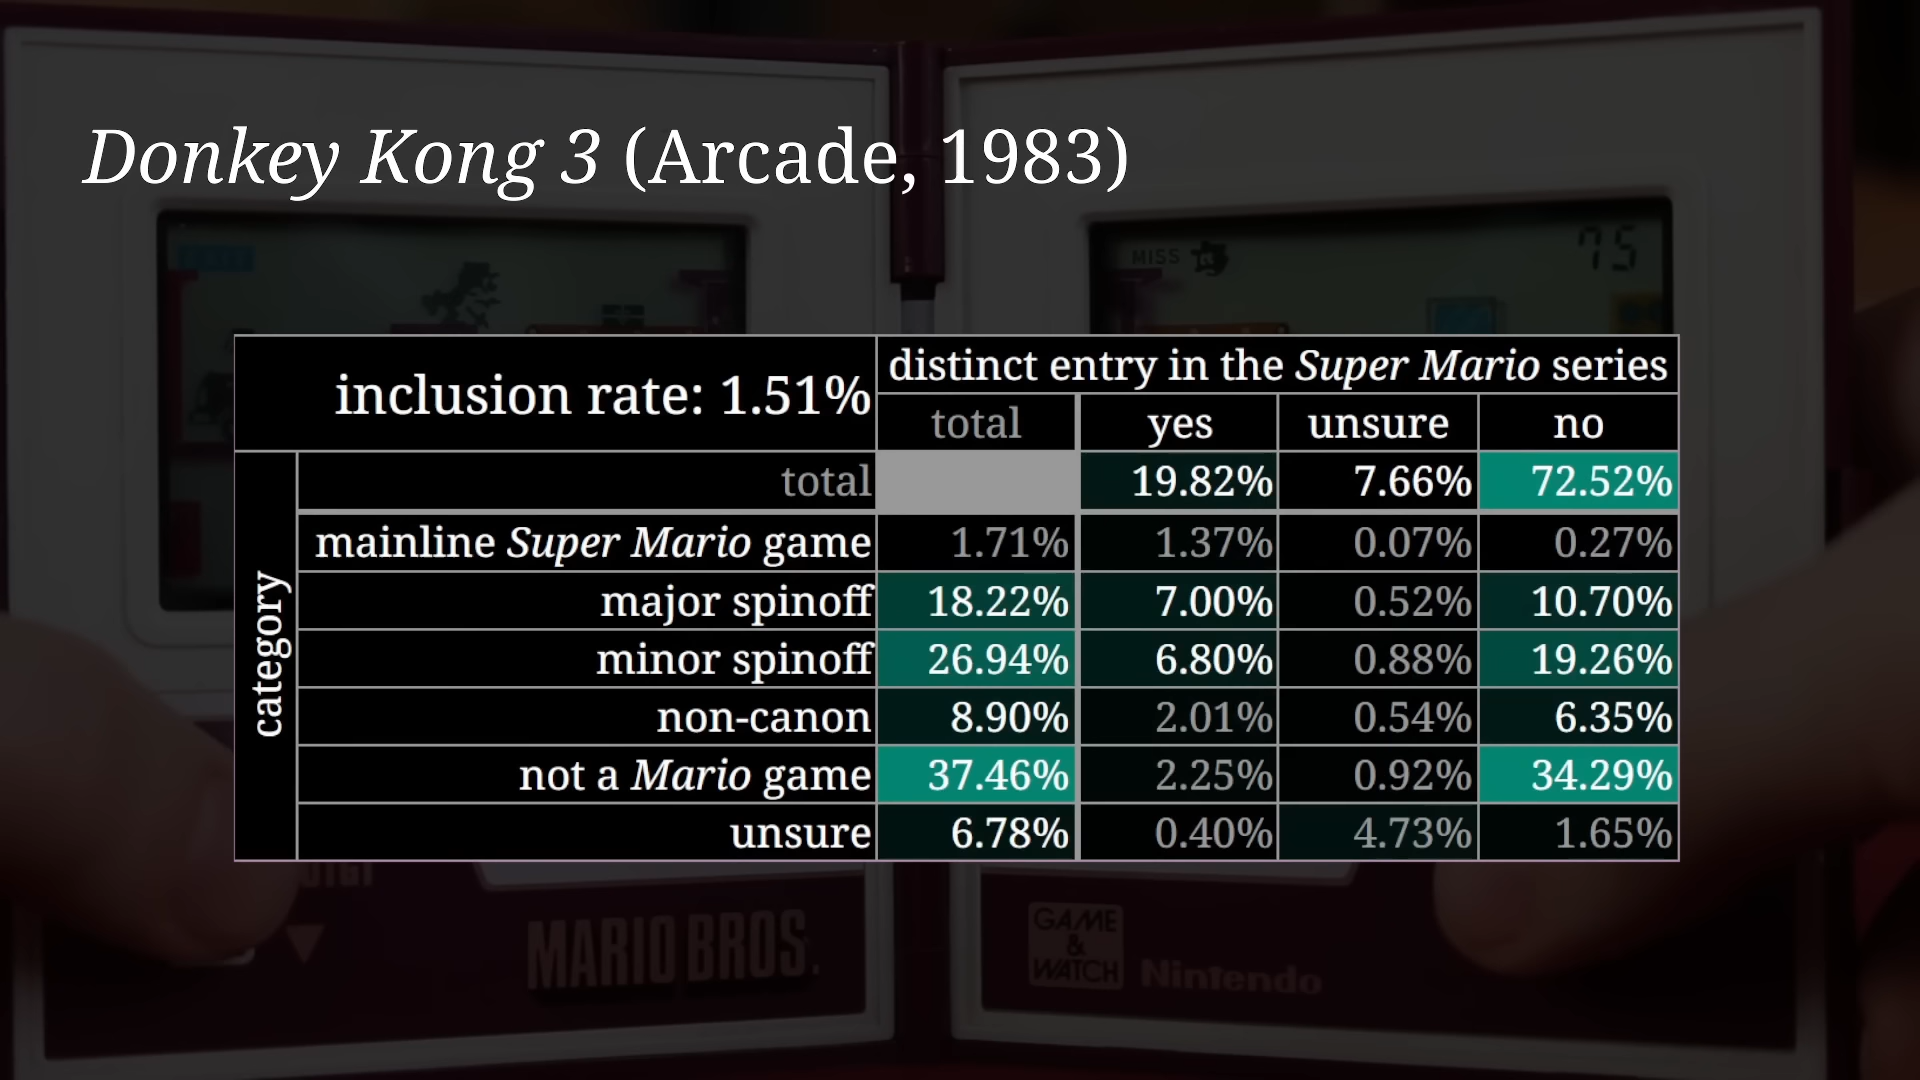 Donkey Kong 3 (Arcade, 1983)
MISS
75
inclusion rate: 1.51%
distinct entry in the Super Mario series
total yes unsure no
total 19.82% 7.66% 72.52%
category
mainline Super Mario game 1.71% 1.37% 0.07% 0.27%
major spinoff 18.22% 7.00% 0.52% 10.70%
minor spinoff 26.94% 6.80% 0.88% 19.26%
non-canon 8.90% 2.01% 0.54% 6.35%
not a Mario game 37.46% 2.25% 0.92% 34.29%
unsure 6.78% 0.40% 4.73% 1.65%
MARIO BROS.
GAME
&
WATCH
Nintendo